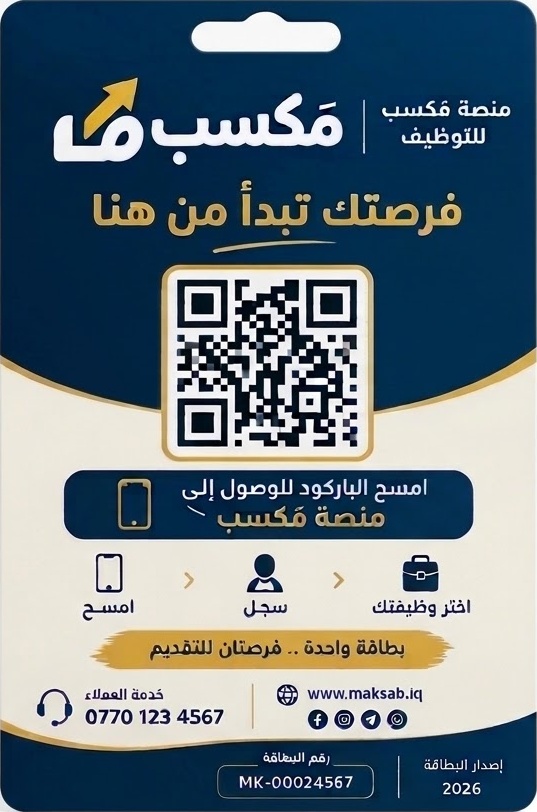 مَكسب
منصة مَكسب
للتوظيف
فرصتك تبدأ من هنا
امسح الباركود للوصول إلى
منصة مَكسب
اختر وظيفتك
سجل
امسح
بطاقة واحدة .. فرصتان للتقديم
خدمة العملاء
0770 123 4567
www.maksab.iq
رقم البطاقة
MK-00024567
إصدار البطاقة
2026